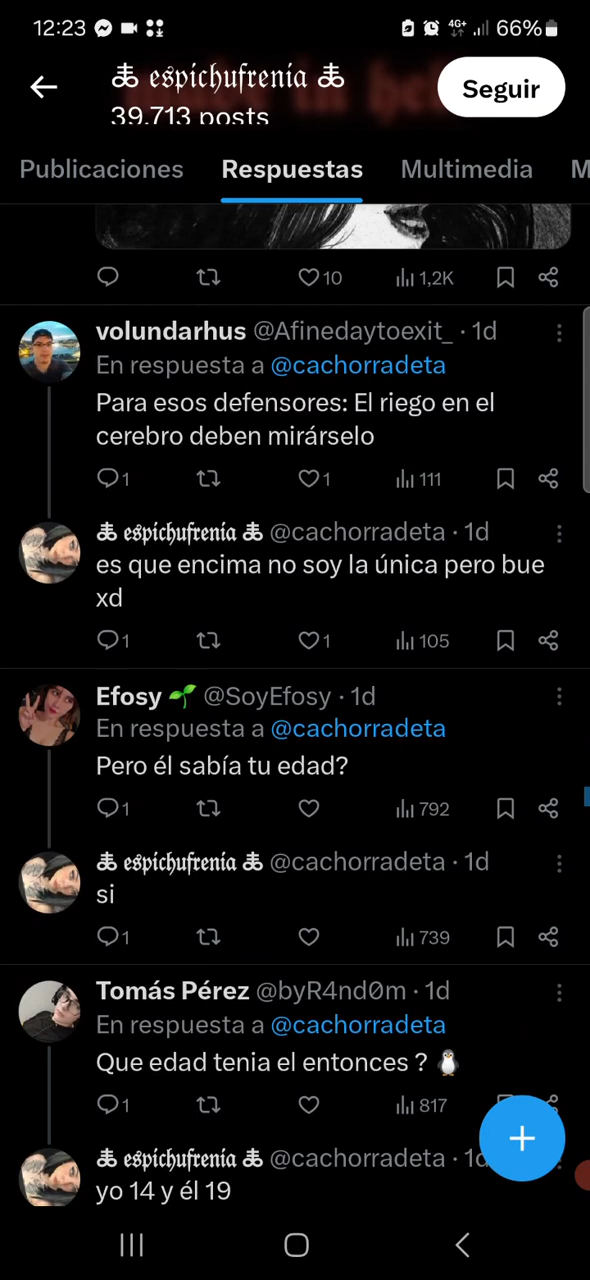 12:23 4G+ 66%
🜏 espichufrenia 🜏
39.713 posts
Seguir
Publicaciones Respuestas Multimedia M
10 1,2K
volundarhus @Afinedaytoexit_ · 1d
En respuesta a @cachorradeta
Para esos defensores: El riego en el
cerebro deben mirárselo
1 1 111
🜏 espichufrenia 🜏 @cachorradeta · 1d
es que encima no soy la única pero bue
xd
1 1 105
Efosy 🌱 @SoyEfosy · 1d
En respuesta a @cachorradeta
Pero él sabía tu edad?
1 792
🜏 espichufrenia 🜏 @cachorradeta · 1d
si
1 739
Tomás Pérez @byR4nd0m · 1d
En respuesta a @cachorradeta
Que edad tenia el entonces ? 🐧
1 817
🜏 espichufrenia 🜏 @cachorradeta · 1d
yo 14 y él 19